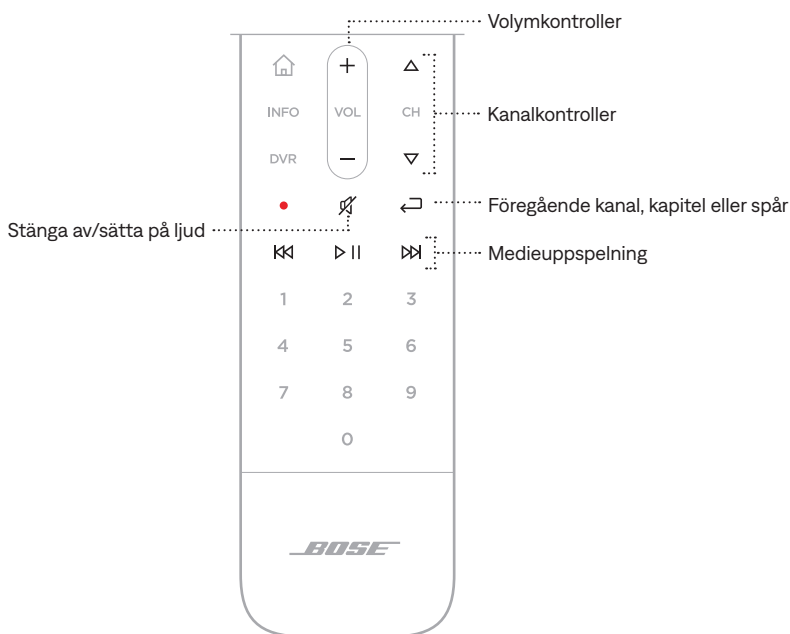 Volymkontroller
INFO VOL CH
Kanalkontroller
DVR
Föregående kanal, kapitel eller spår
Stänga av/sätta på ljud
Medieuppspelning
1 2 3
4 5 6
7 8 9
0
BOSE